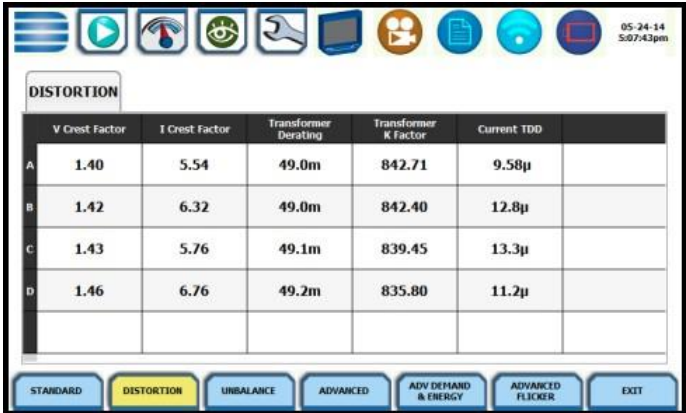 05-24-14
5:07:43pm
DISTORTION
V Crest Factor I Crest Factor Transformer Derating Transformer K Factor Current TDD
A 1.40 5.54 49.0m 842.71 9.58µ
B 1.42 6.32 49.0m 842.40 12.8µ
C 1.43 5.76 49.1m 839.45 13.3µ
D 1.46 6.76 49.2m 835.80 11.2µ
STANDARD DISTORTION UNBALANCE ADVANCED ADV DEMAND & ENERGY ADVANCED FLICKER EXIT